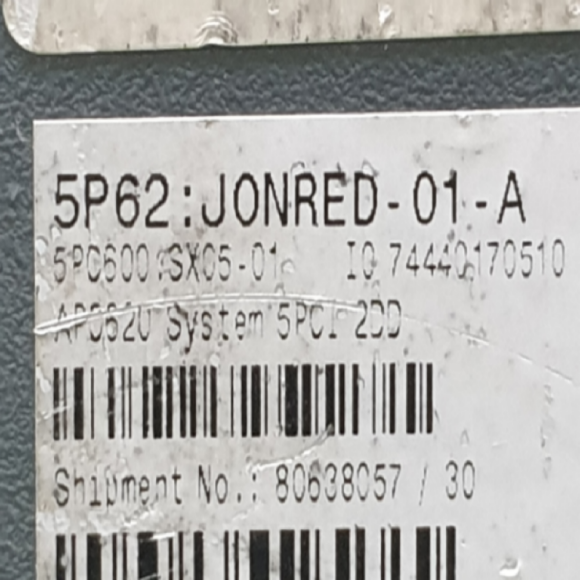 5P62:JONRED-01-A
5PC600:SX05-01 IQ 74440170510
APC620 System 5PCI 2DD
Shipment No.: 80638057 / 30